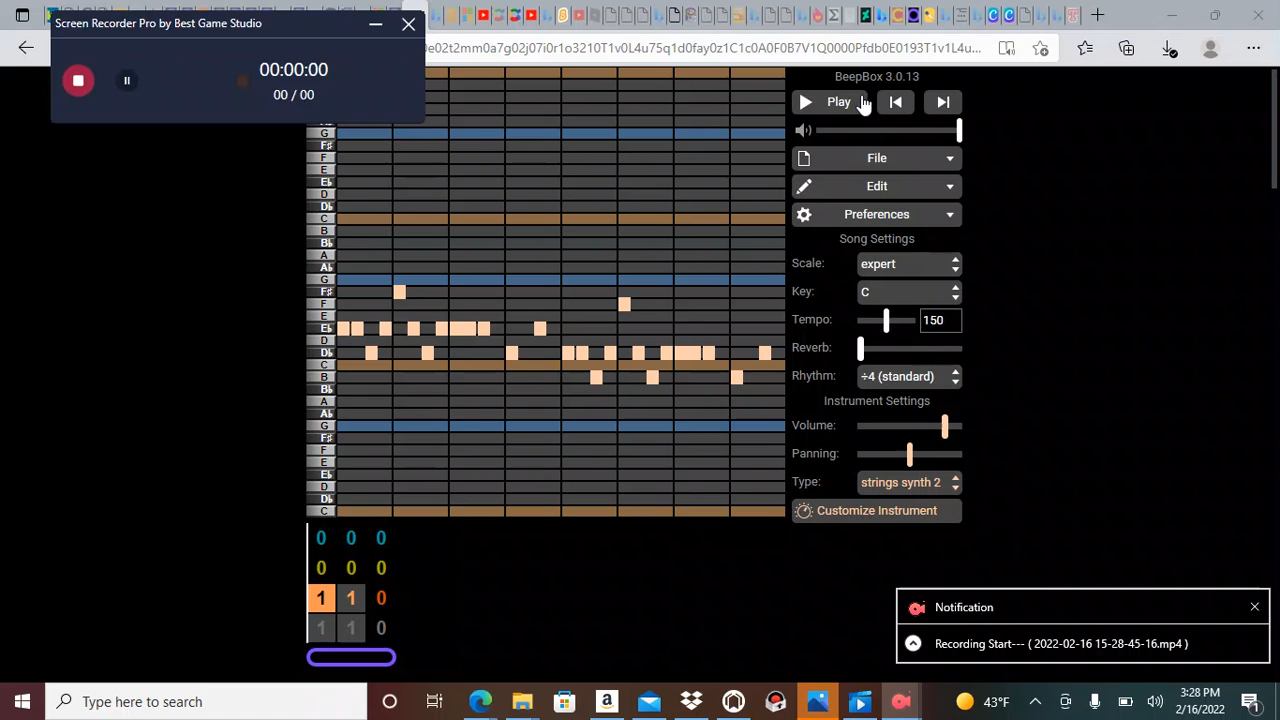 Screen Recorder Pro by Best Game Studio
00:00:00
00 / 00
e02t2mm0a7g02j07i0r1o3210T1v0L4u75q1d0fay0z1C1c0A0F0B7V1Q0000Pfdb0E0193T1v1L4u...
BeepBox 3.0.13
Play
File
Edit
Preferences
Song Settings
Scale: expert
Key: C
Tempo: 150
Reverb:
Rhythm: ÷4 (standard)
Instrument Settings
Volume:
Panning:
Type: strings synth 2
Customize Instrument
G
F♯
F
E
E♭
D
D♭
C
B
B♭
A
A♭
G
F♯
F
E
E♭
D
D♭
C
B
B♭
A
A♭
G
F♯
F
E
E♭
D
D♭
C
0 0 0
0 0 0
1 1 0
1 1 0
Notification
Recording Start--- ( 2022-02-16 15-28-45-16.mp4 )
Type here to search
43°F
3:28 PM
2/16/2022
1